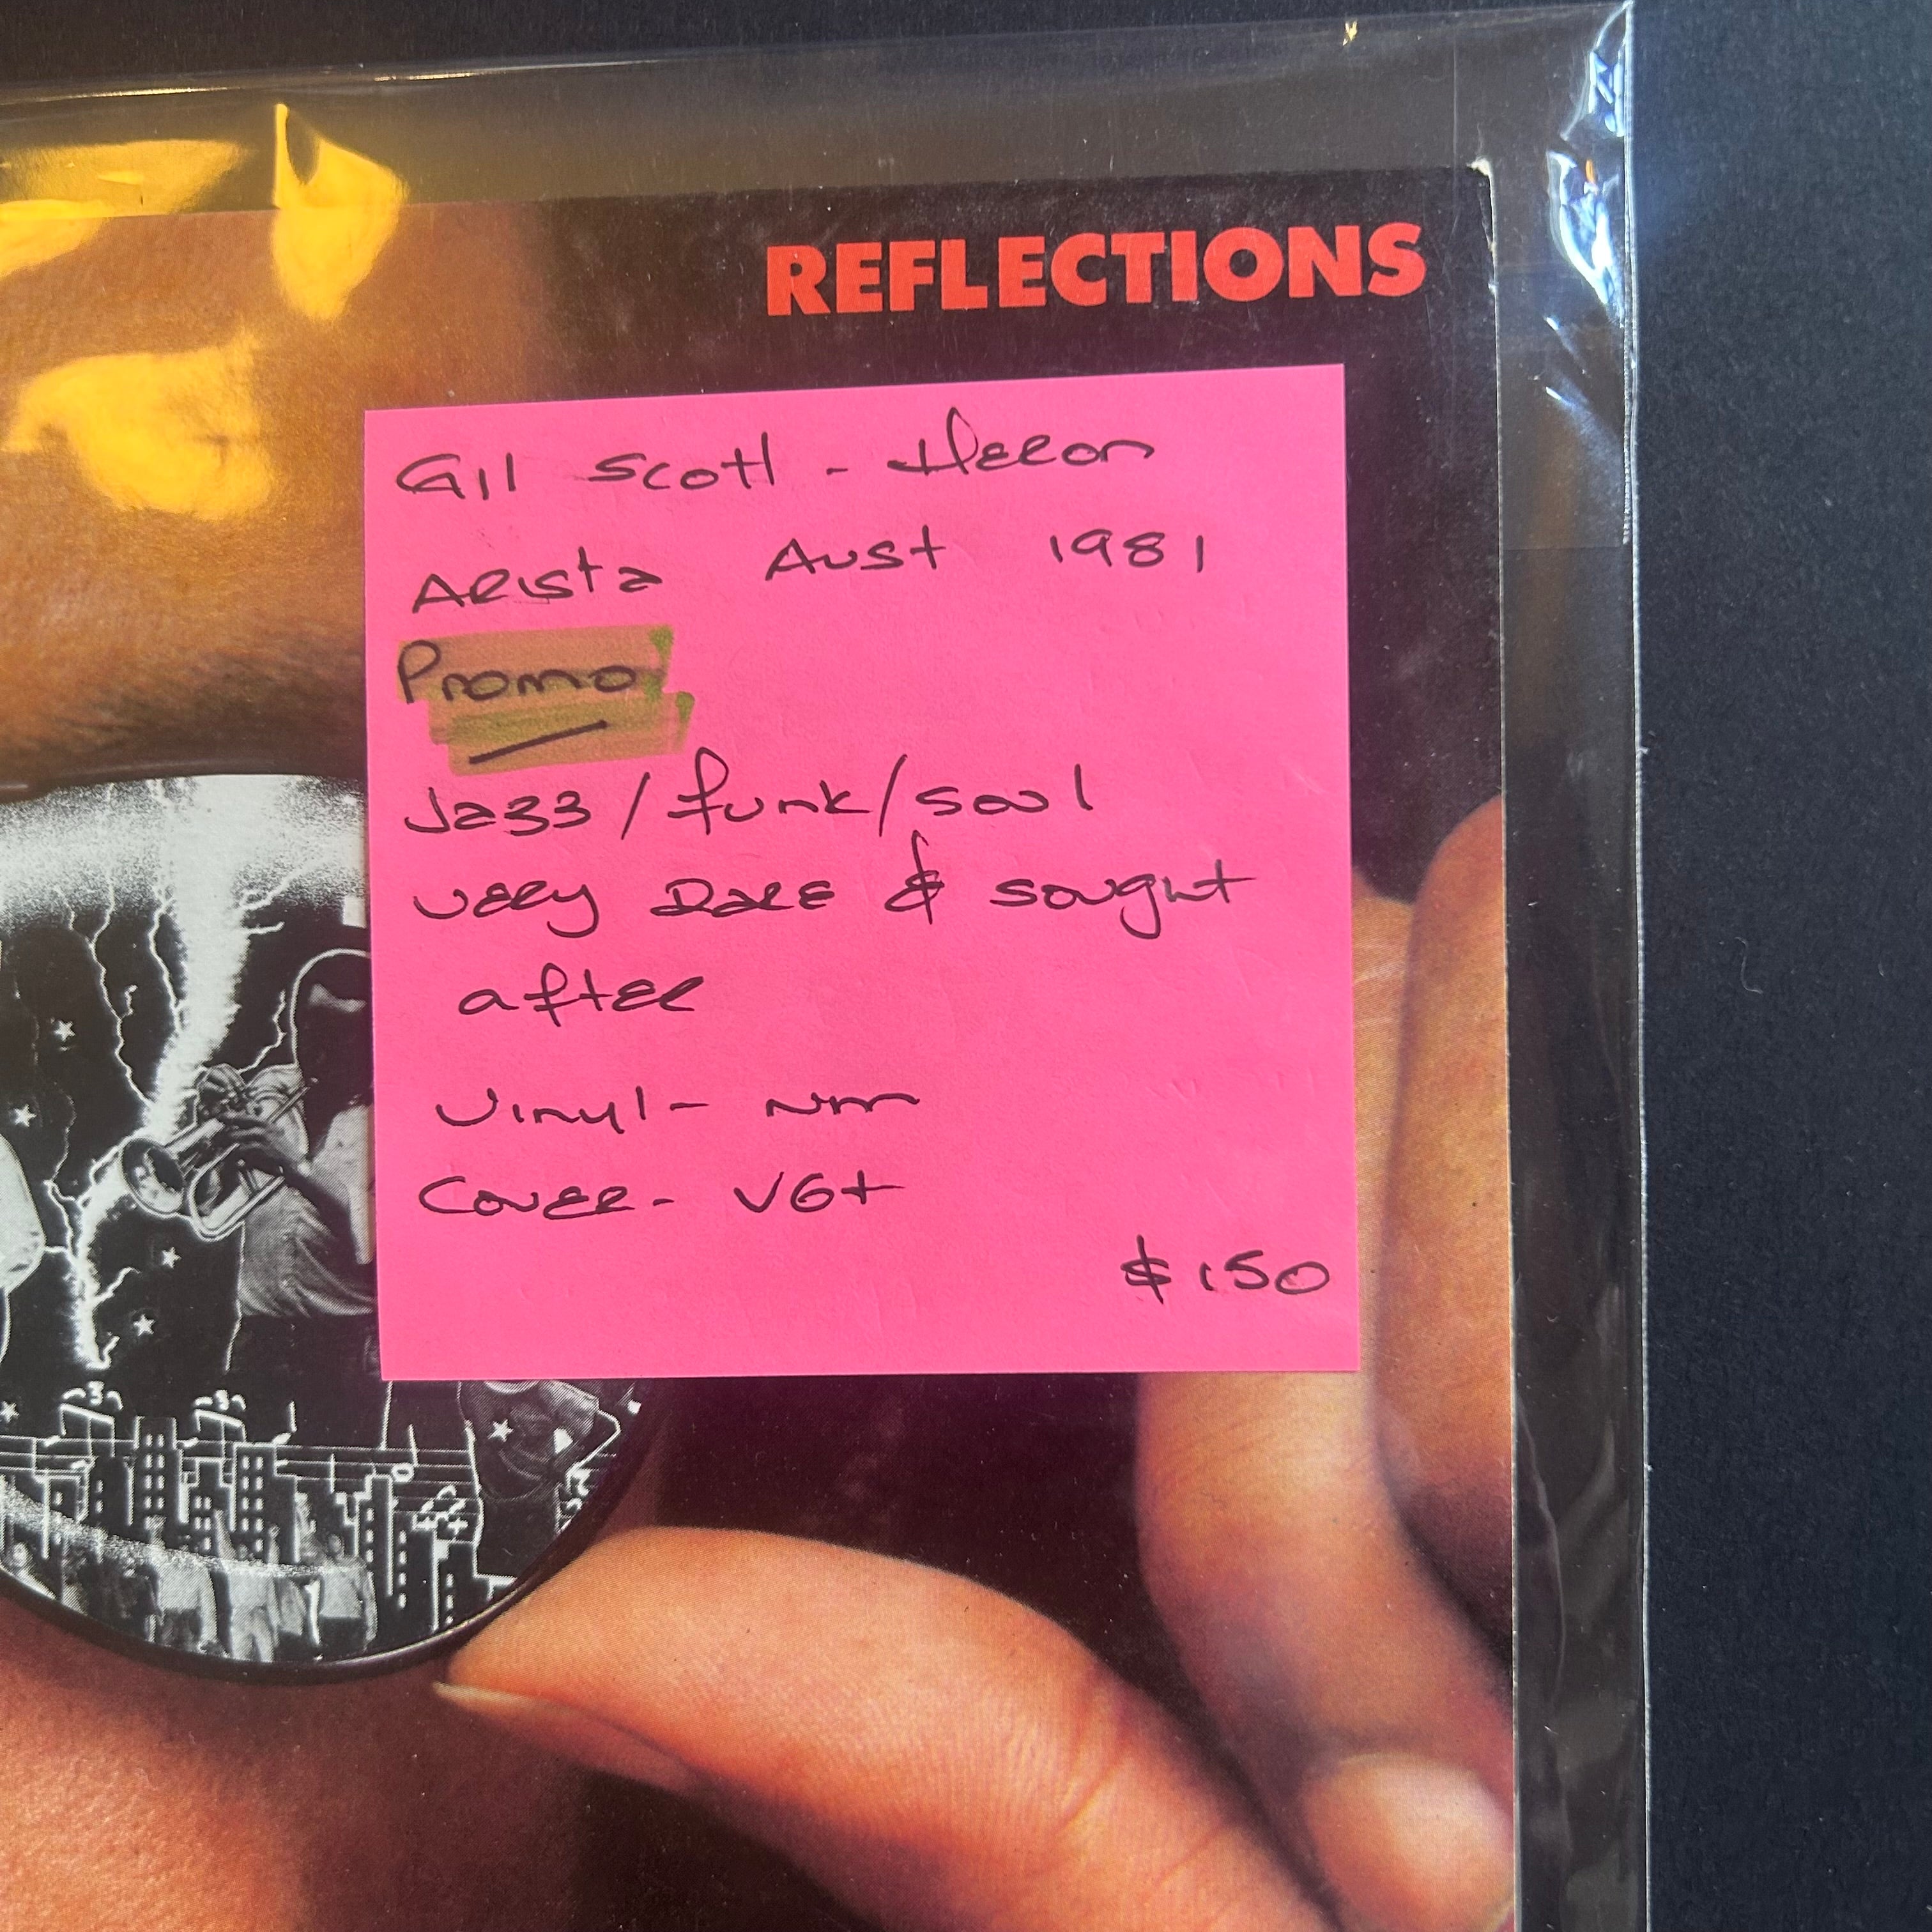 REFLECTIONS
Gil Scott - Heron
Arista Aust 1981
Promo
Jazz/funk/soul
very Rare & sought
after
Vinyl - NM
Cover - VG+
$150